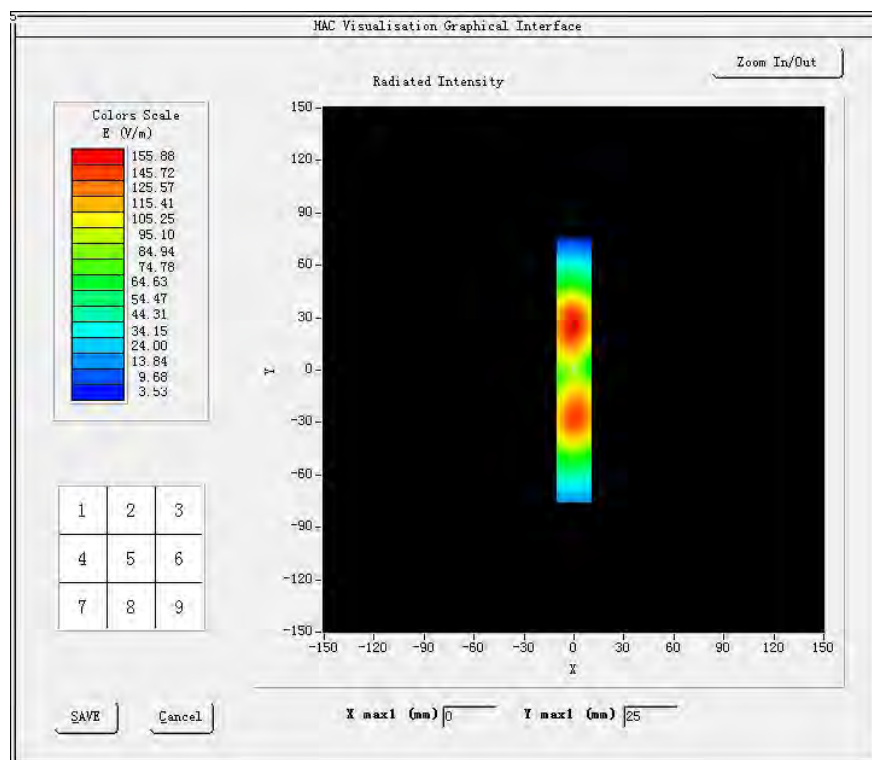 5
HAC Visualisation Graphical Interface
Zoom In/Out
Radiated Intensity
Colors Scale
E (V/m)
155.88
145.72
125.57
115.41
105.25
95.10
84.94
74.78
64.63
54.47
44.31
34.15
24.00
13.84
9.68
3.53
150
120
90
60
30
0
-30
-60
-90
-120
-150
Y
-150 -120 -90 -60 -30 0 30 60 90 120 150
X
1 2 3
4 5 6
7 8 9
SAVE Cancel
X max1 (mm) 0 Y max1 (mm) 25